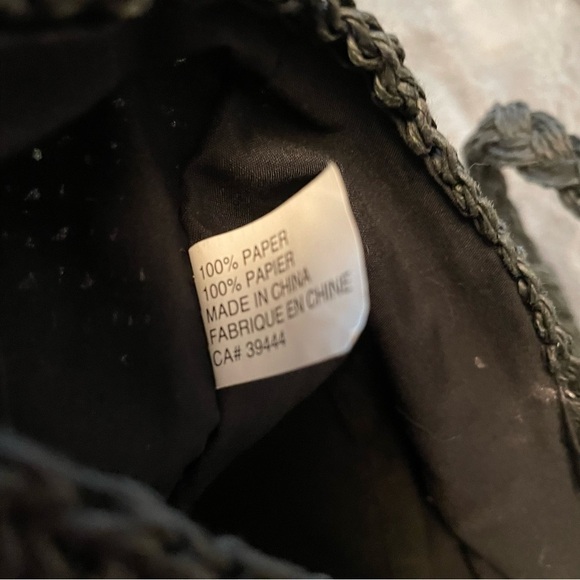 100% PAPER
100% PAPIER
MADE IN CHINA
FABRIQUE EN CHINE
CA# 39444